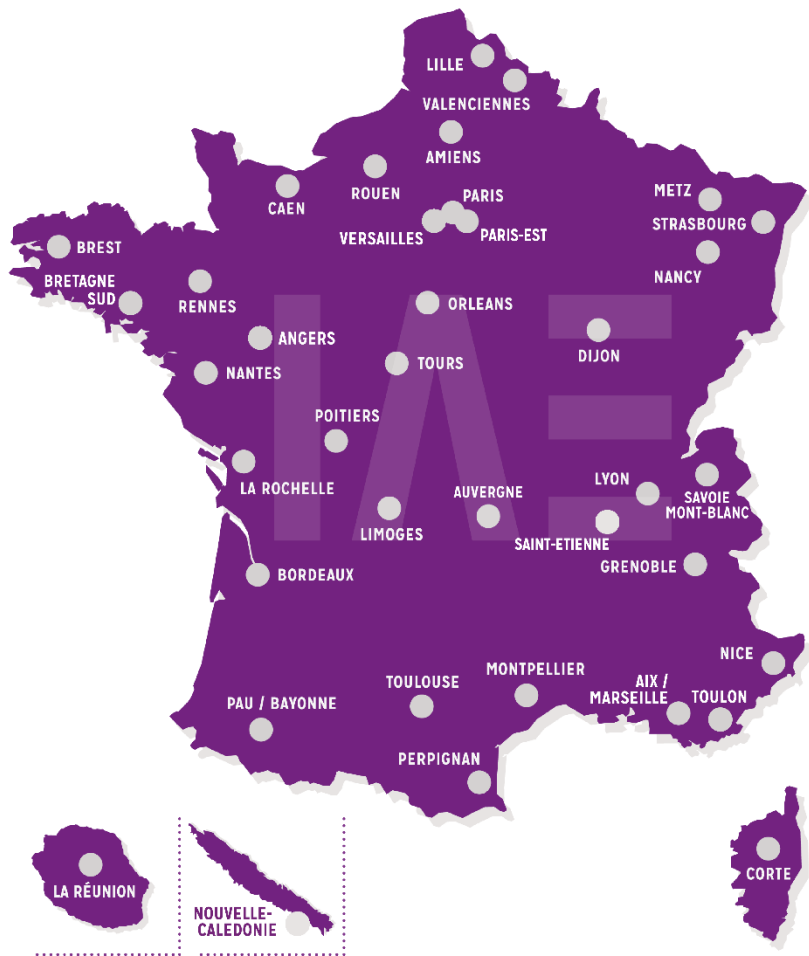 LILLE
VALENCIENNES
AMIENS
ROUEN
CAEN
PARIS
VERSAILLES
PARIS-EST
METZ
STRASBOURG
NANCY
BREST
BRETAGNE
SUD
RENNES
ORLEANS
ANGERS
DIJON
NANTES
TOURS
IAE
POITIERS
LA ROCHELLE
LIMOGES
AUVERGNE
LYON
SAVOIE
MONT-BLANC
SAINT-ETIENNE
GRENOBLE
BORDEAUX
NICE
MONTPELLIER
TOULOUSE
AIX /
MARSEILLE
TOULON
PAU / BAYONNE
PERPIGNAN
LA RÉUNION
NOUVELLE-
CALEDONIE
CORTE